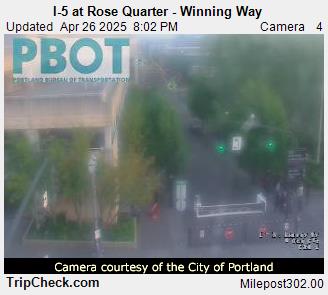 I-5 at Rose Quarter - Winning Way
Updated Apr 26 2025 8:02 PM Camera 4
PBOT
PORTLAND BUREAU OF TRANSPORTATION
Camera courtesy of the City of Portland
TripCheck.com Milepost302.00